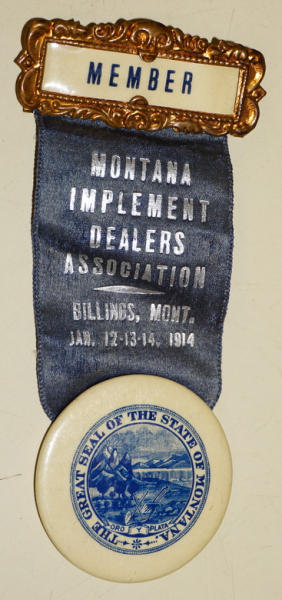 MEMBER
MONTANA
IMPLEMENT
DEALERS
ASSOCIATION
BILLINGS, MONT.
JAN. 12-13-14, 1914
THE GREAT SEAL OF THE STATE OF MONTANA.
ORO Y PLATA